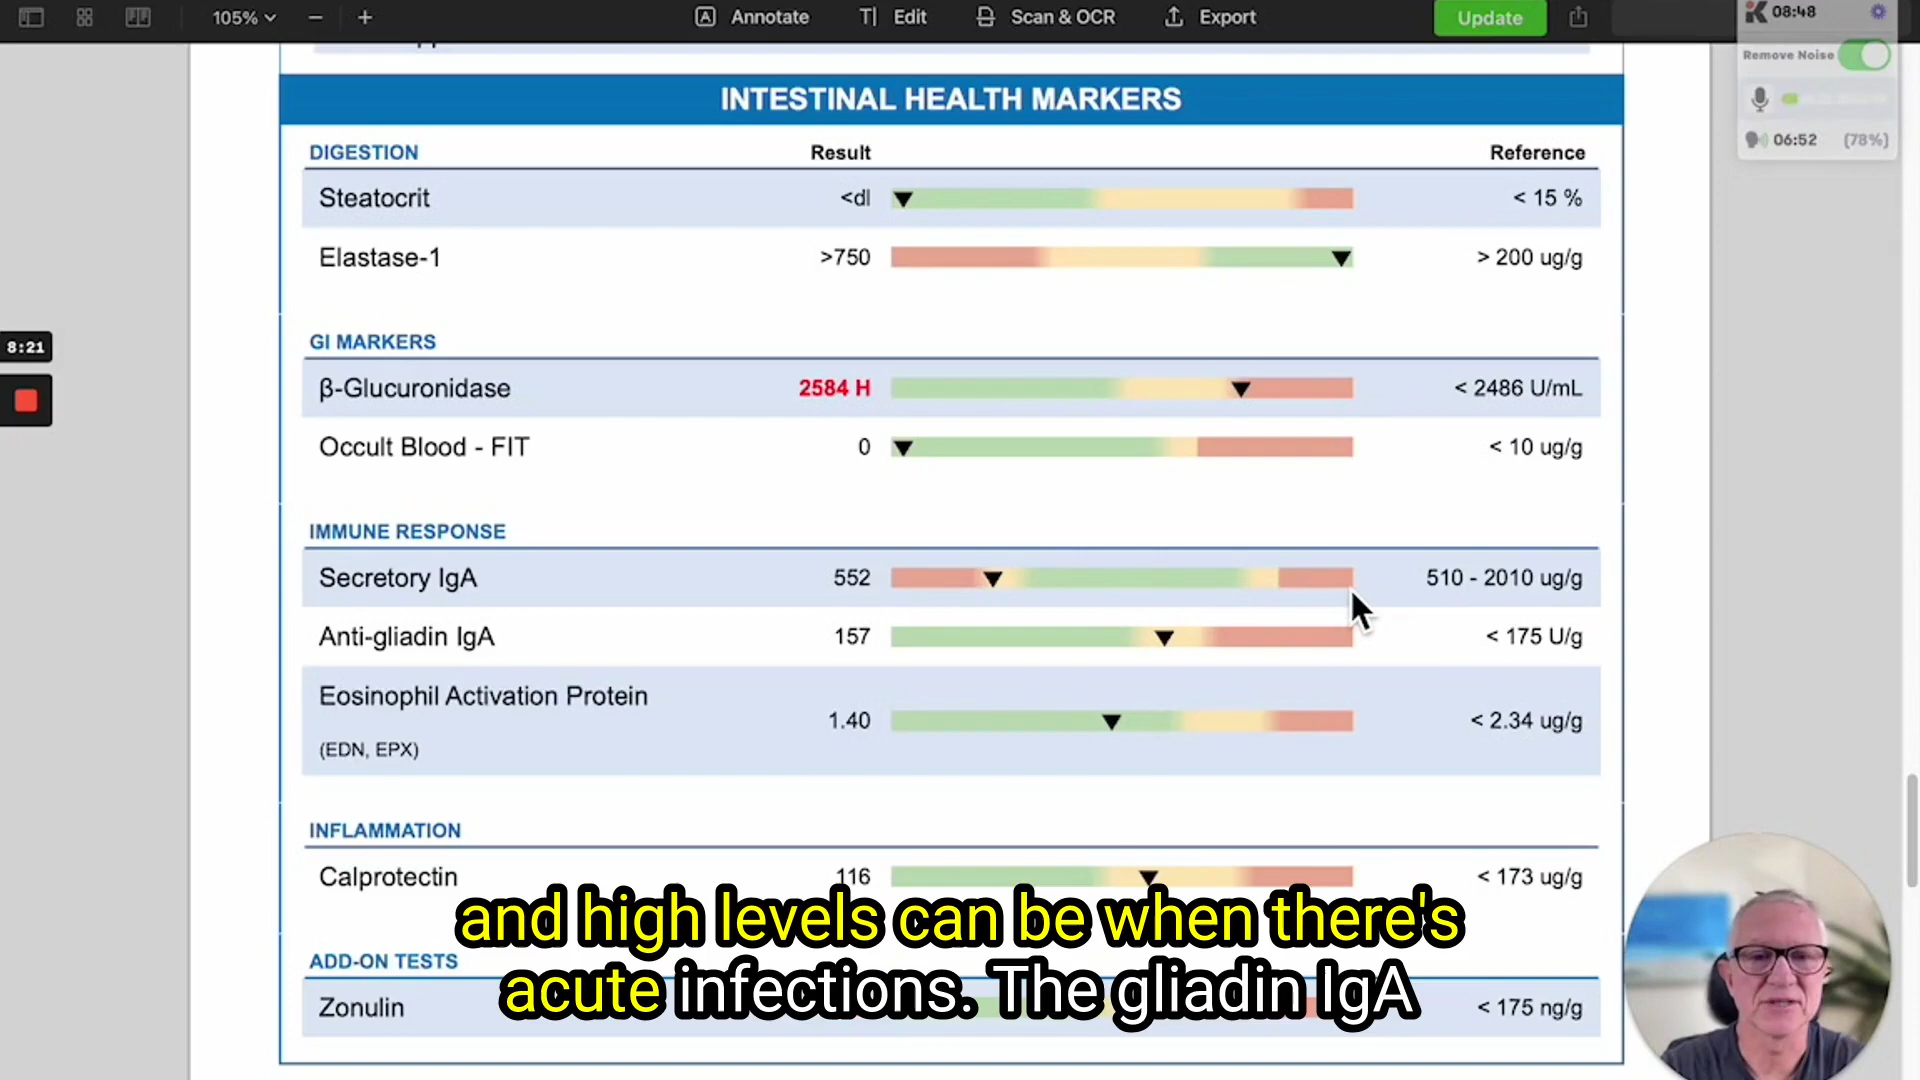 105%
Annotate
Edit
Scan & OCR
Export
Update
08:48
Remove Noise
06:52 (78%)
8:21
INTESTINAL HEALTH MARKERS
DIGESTION Result Reference
Steatocrit <dl < 15 %
Elastase-1 >750 > 200 ug/g
GI MARKERS
β-Glucuronidase 2584 H < 2486 U/mL
Occult Blood - FIT 0 < 10 ug/g
IMMUNE RESPONSE
Secretory IgA 552 510 - 2010 ug/g
Anti-gliadin IgA 157 < 175 U/g
Eosinophil Activation Protein
(EDN, EPX) 1.40 < 2.34 ug/g
INFLAMMATION
Calprotectin 116 < 173 ug/g
and high levels can be when there's
acute infections. The gliadin IgA
ADD-ON TESTS
Zonulin < 175 ng/g